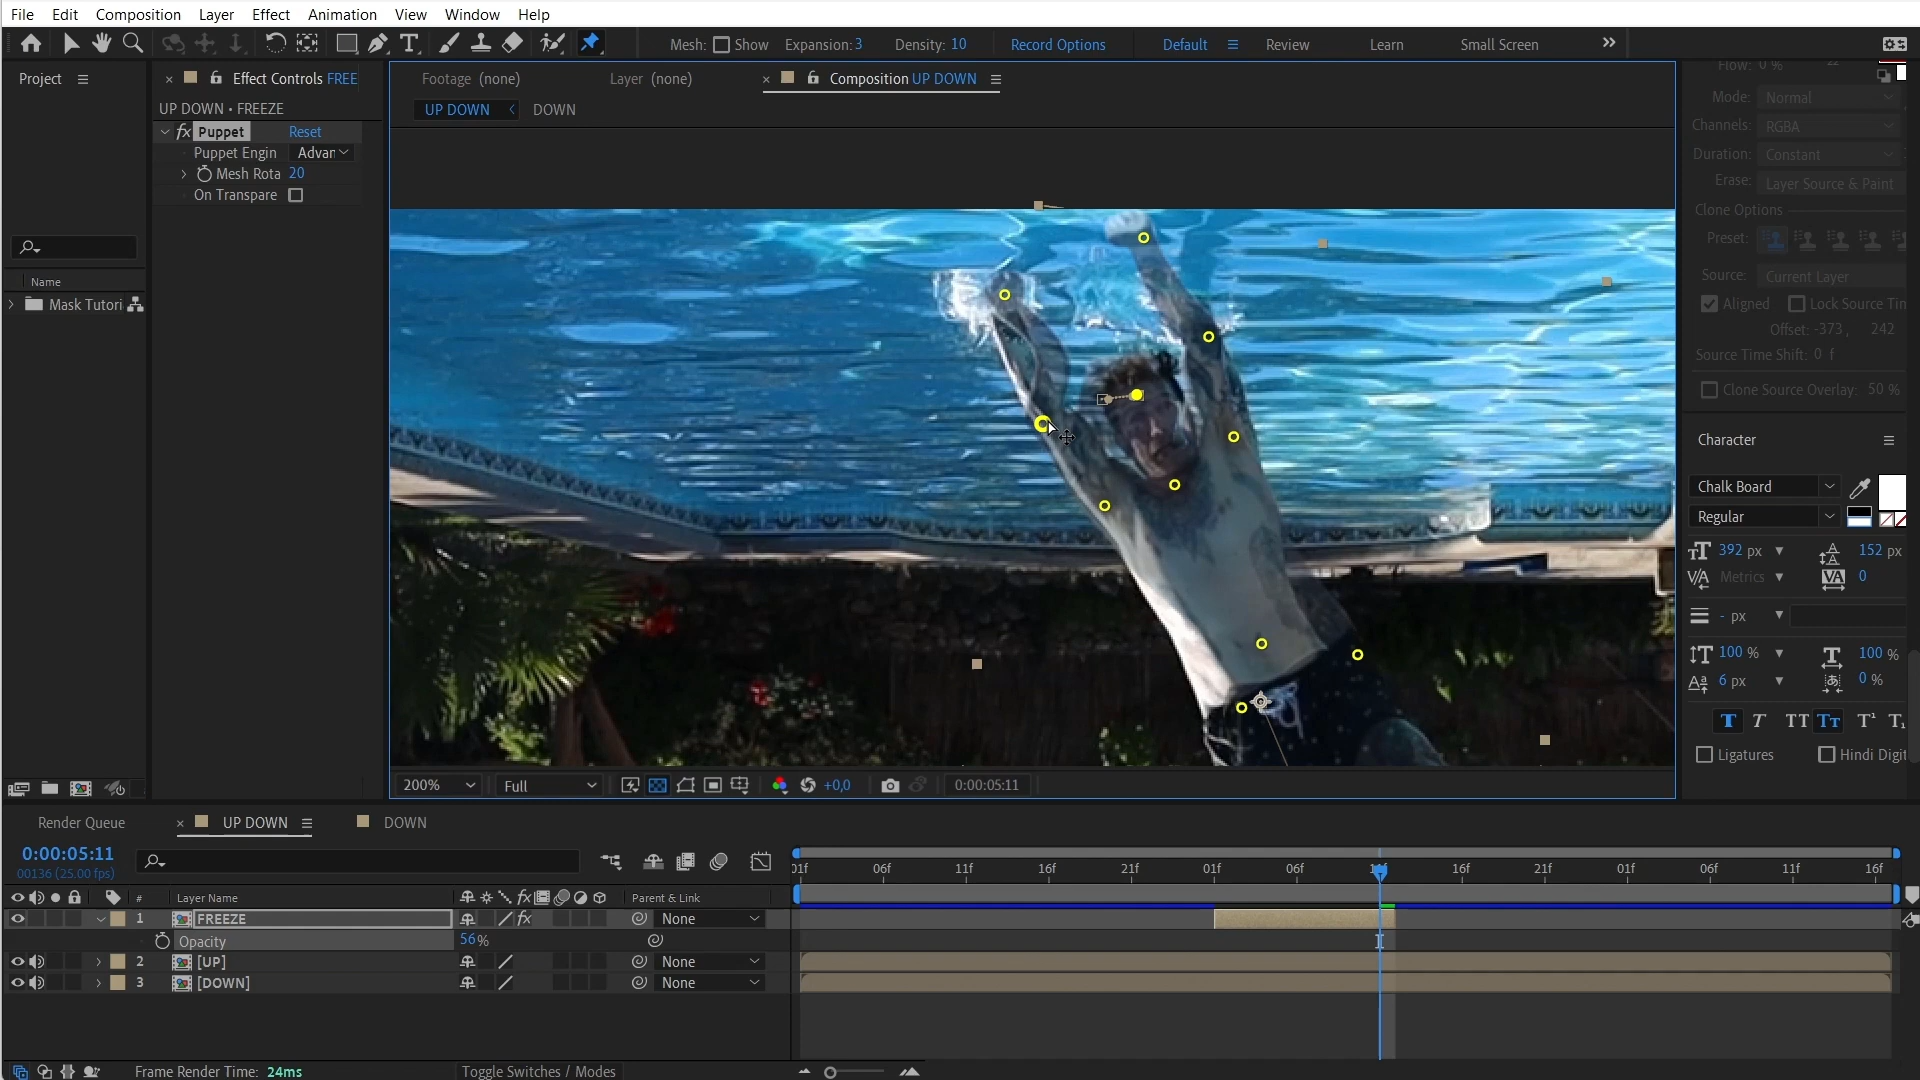 File Edit Composition Layer Effect Animation View Window Help
Mesh: Show Expansion: 3 Density: 10 Record Options Default Review Learn Small Screen
Project
Effect Controls FREE
Footage (none) Layer (none) Composition UP DOWN
UP DOWN • FREEZE
UP DOWN DOWN
fx Puppet Reset
Puppet Engin Advan
Mesh Rota 20
On Transpare
Name
Mask Tutori
Flow: 0 %
Mode: Normal
Channels: RGBA
Duration: Constant
Erase: Layer Source & Paint
Clone Options
Preset:
Source: Current Layer
Aligned Lock Source Tin
Offset: -373, 242
Source Time Shift: 0 f
Clone Source Overlay: 50 %
Character
Chalk Board
Regular
392 px 152 px
Metrics 0
- px
100 % 100 %
6 px 0 %
Ligatures Hindi Digit
200% Full +0,0 0:00:05:11
Render Queue UP DOWN DOWN
0:00:05:11
00136 (25.00 fps)
01f 06f 11f 16f 21f 01f 06f 11f 16f 21f 01f 06f 11f 16f
# Layer Name Parent & Link
1 FREEZE None
Opacity 56%
2 [UP] None
3 [DOWN] None
Frame Render Time: 24ms Toggle Switches / Modes